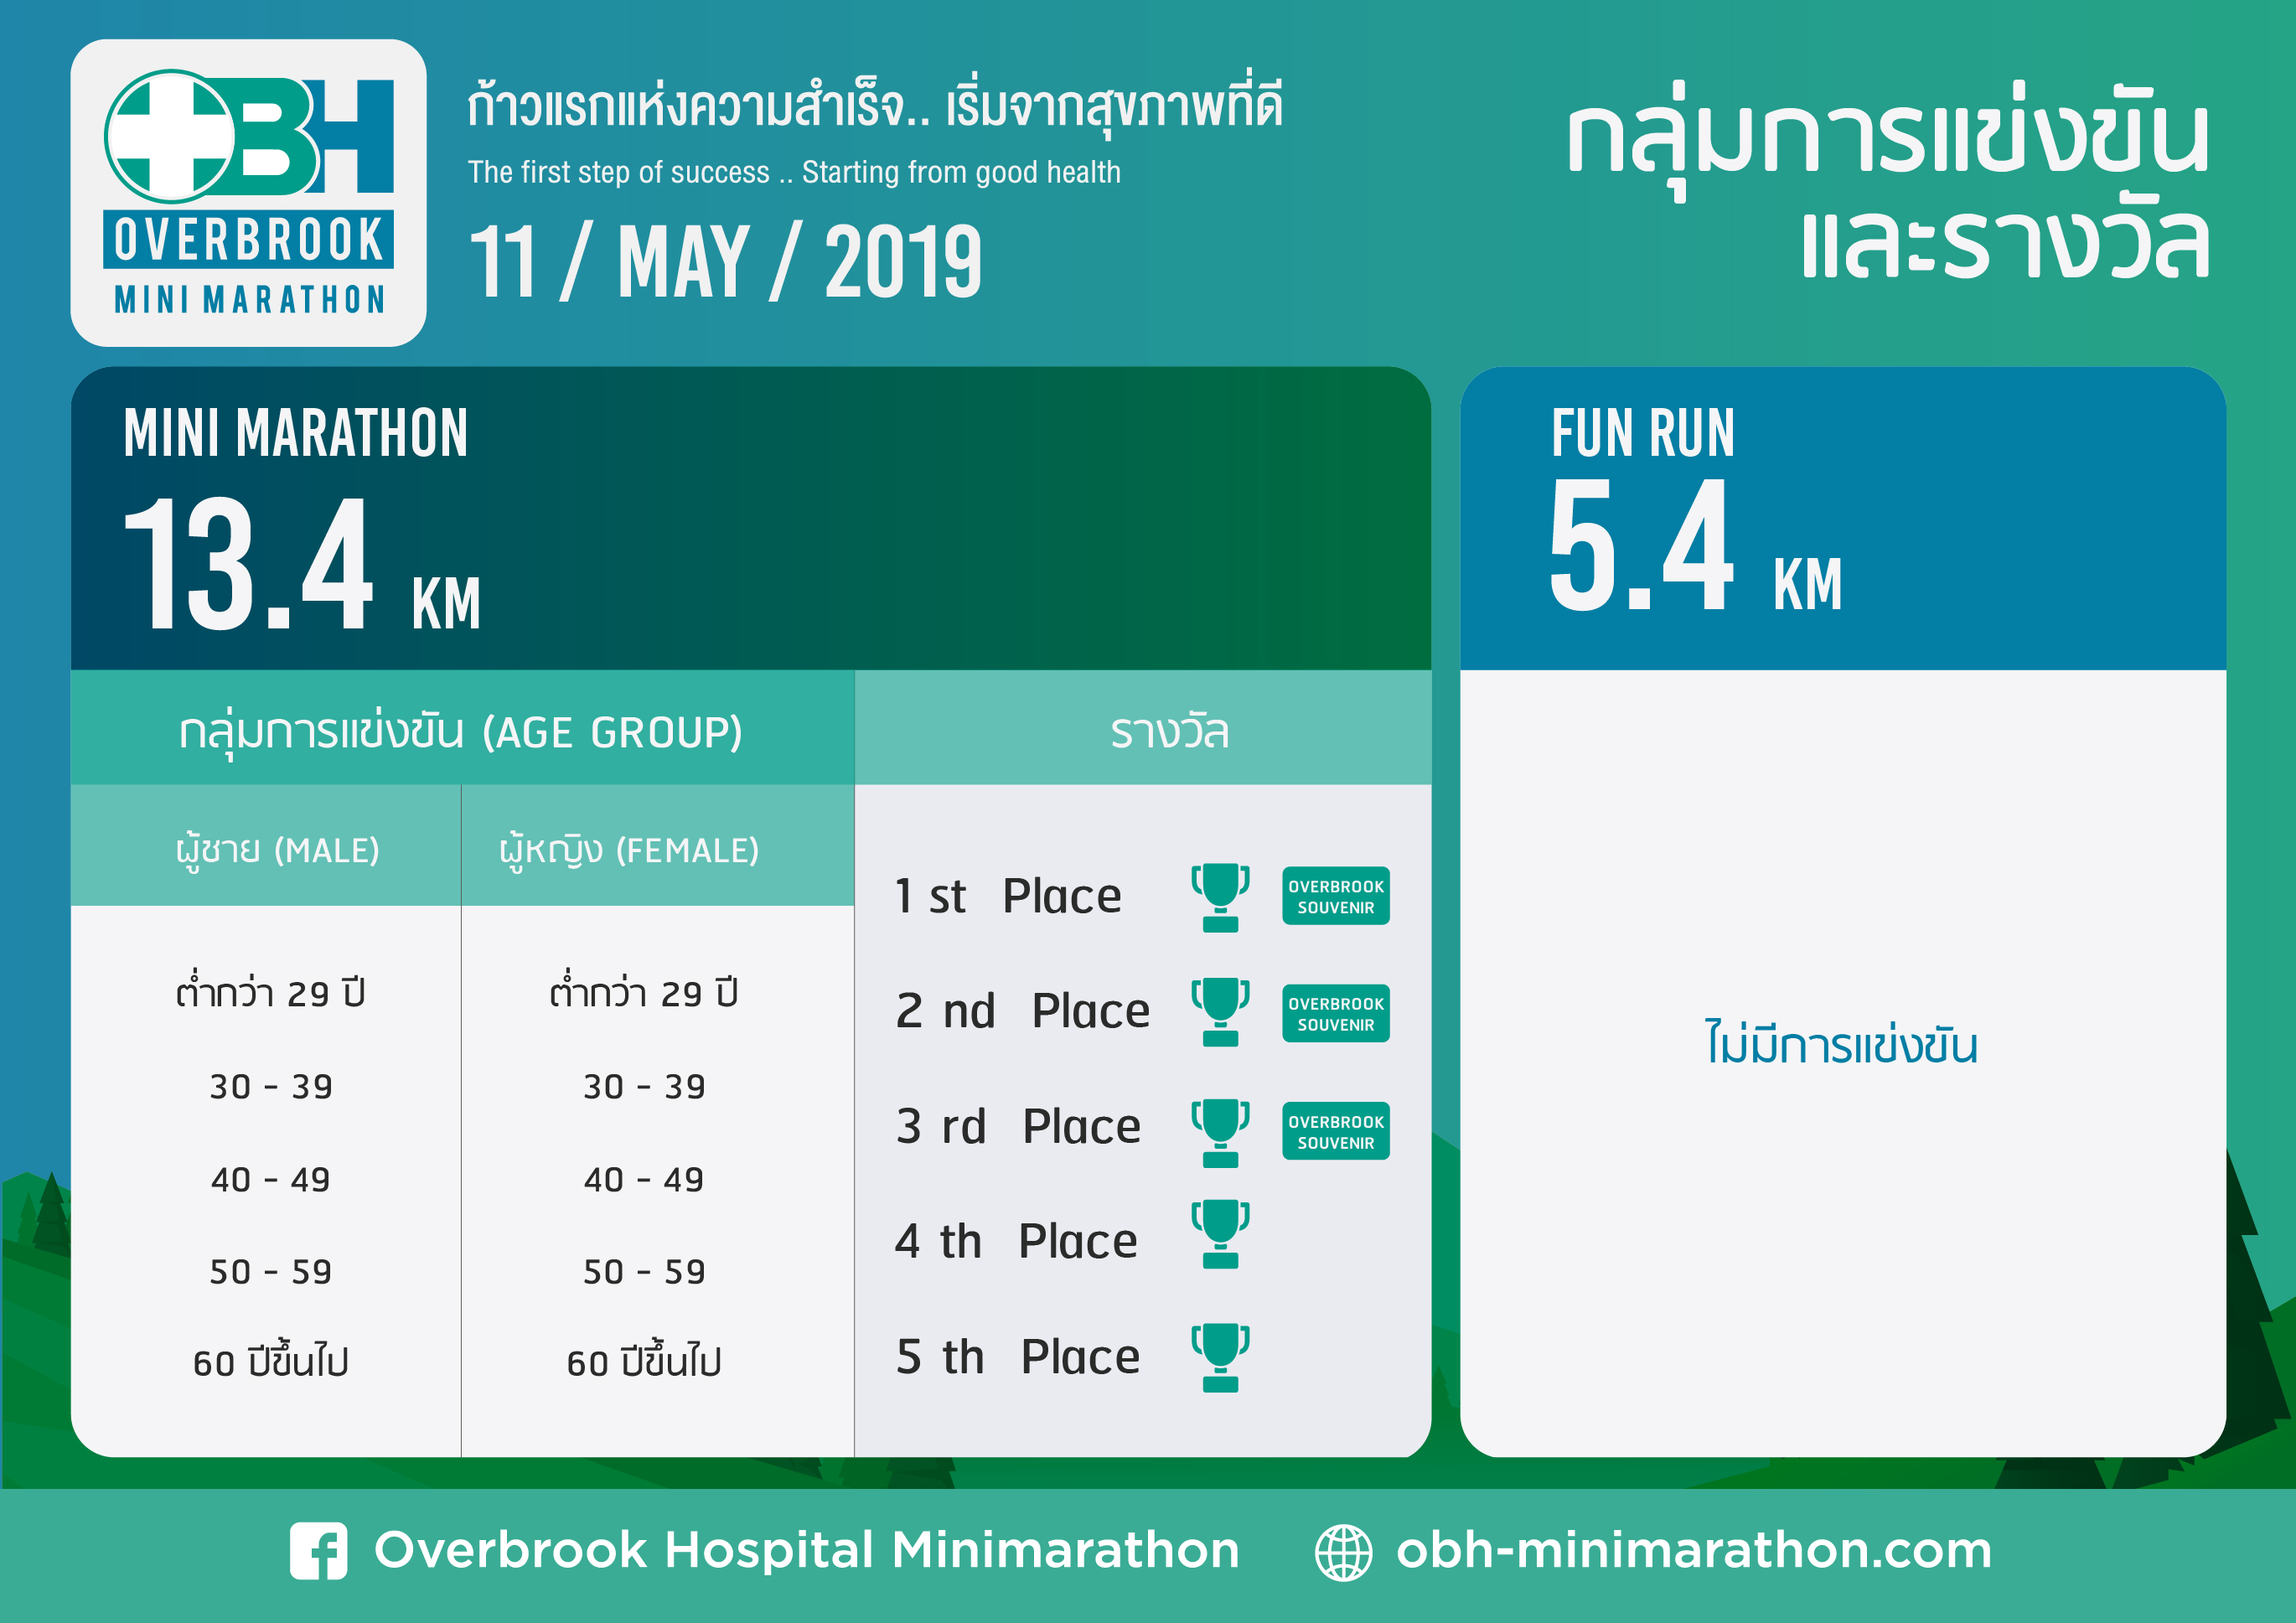 OBH
OVERBROOK
MINI MARATHON
ก้าวแรกแห่งความสำเร็จ.. เริ่มจากสุขภาพที่ดี
The first step of success .. Starting from good health
11 / MAY / 2019
กลุ่มการแข่งขัน
และรางวัล
MINI MARATHON
13.4 KM
กลุ่มการแข่งขัน (AGE GROUP)
รางวัล
ผู้ชาย (MALE)
ผู้หญิง (FEMALE)
ต่ำกว่า 29 ปี
ต่ำกว่า 29 ปี
30 - 39
30 - 39
40 - 49
40 - 49
50 - 59
50 - 59
60 ปีขึ้นไป
60 ปีขึ้นไป
1 st Place
OVERBROOK
SOUVENIR
2 nd Place
OVERBROOK
SOUVENIR
3 rd Place
OVERBROOK
SOUVENIR
4 th Place
5 th Place
FUN RUN
5.4 KM
ไม่มีการแข่งขัน
Overbrook Hospital Minimarathon
obh-minimarathon.com